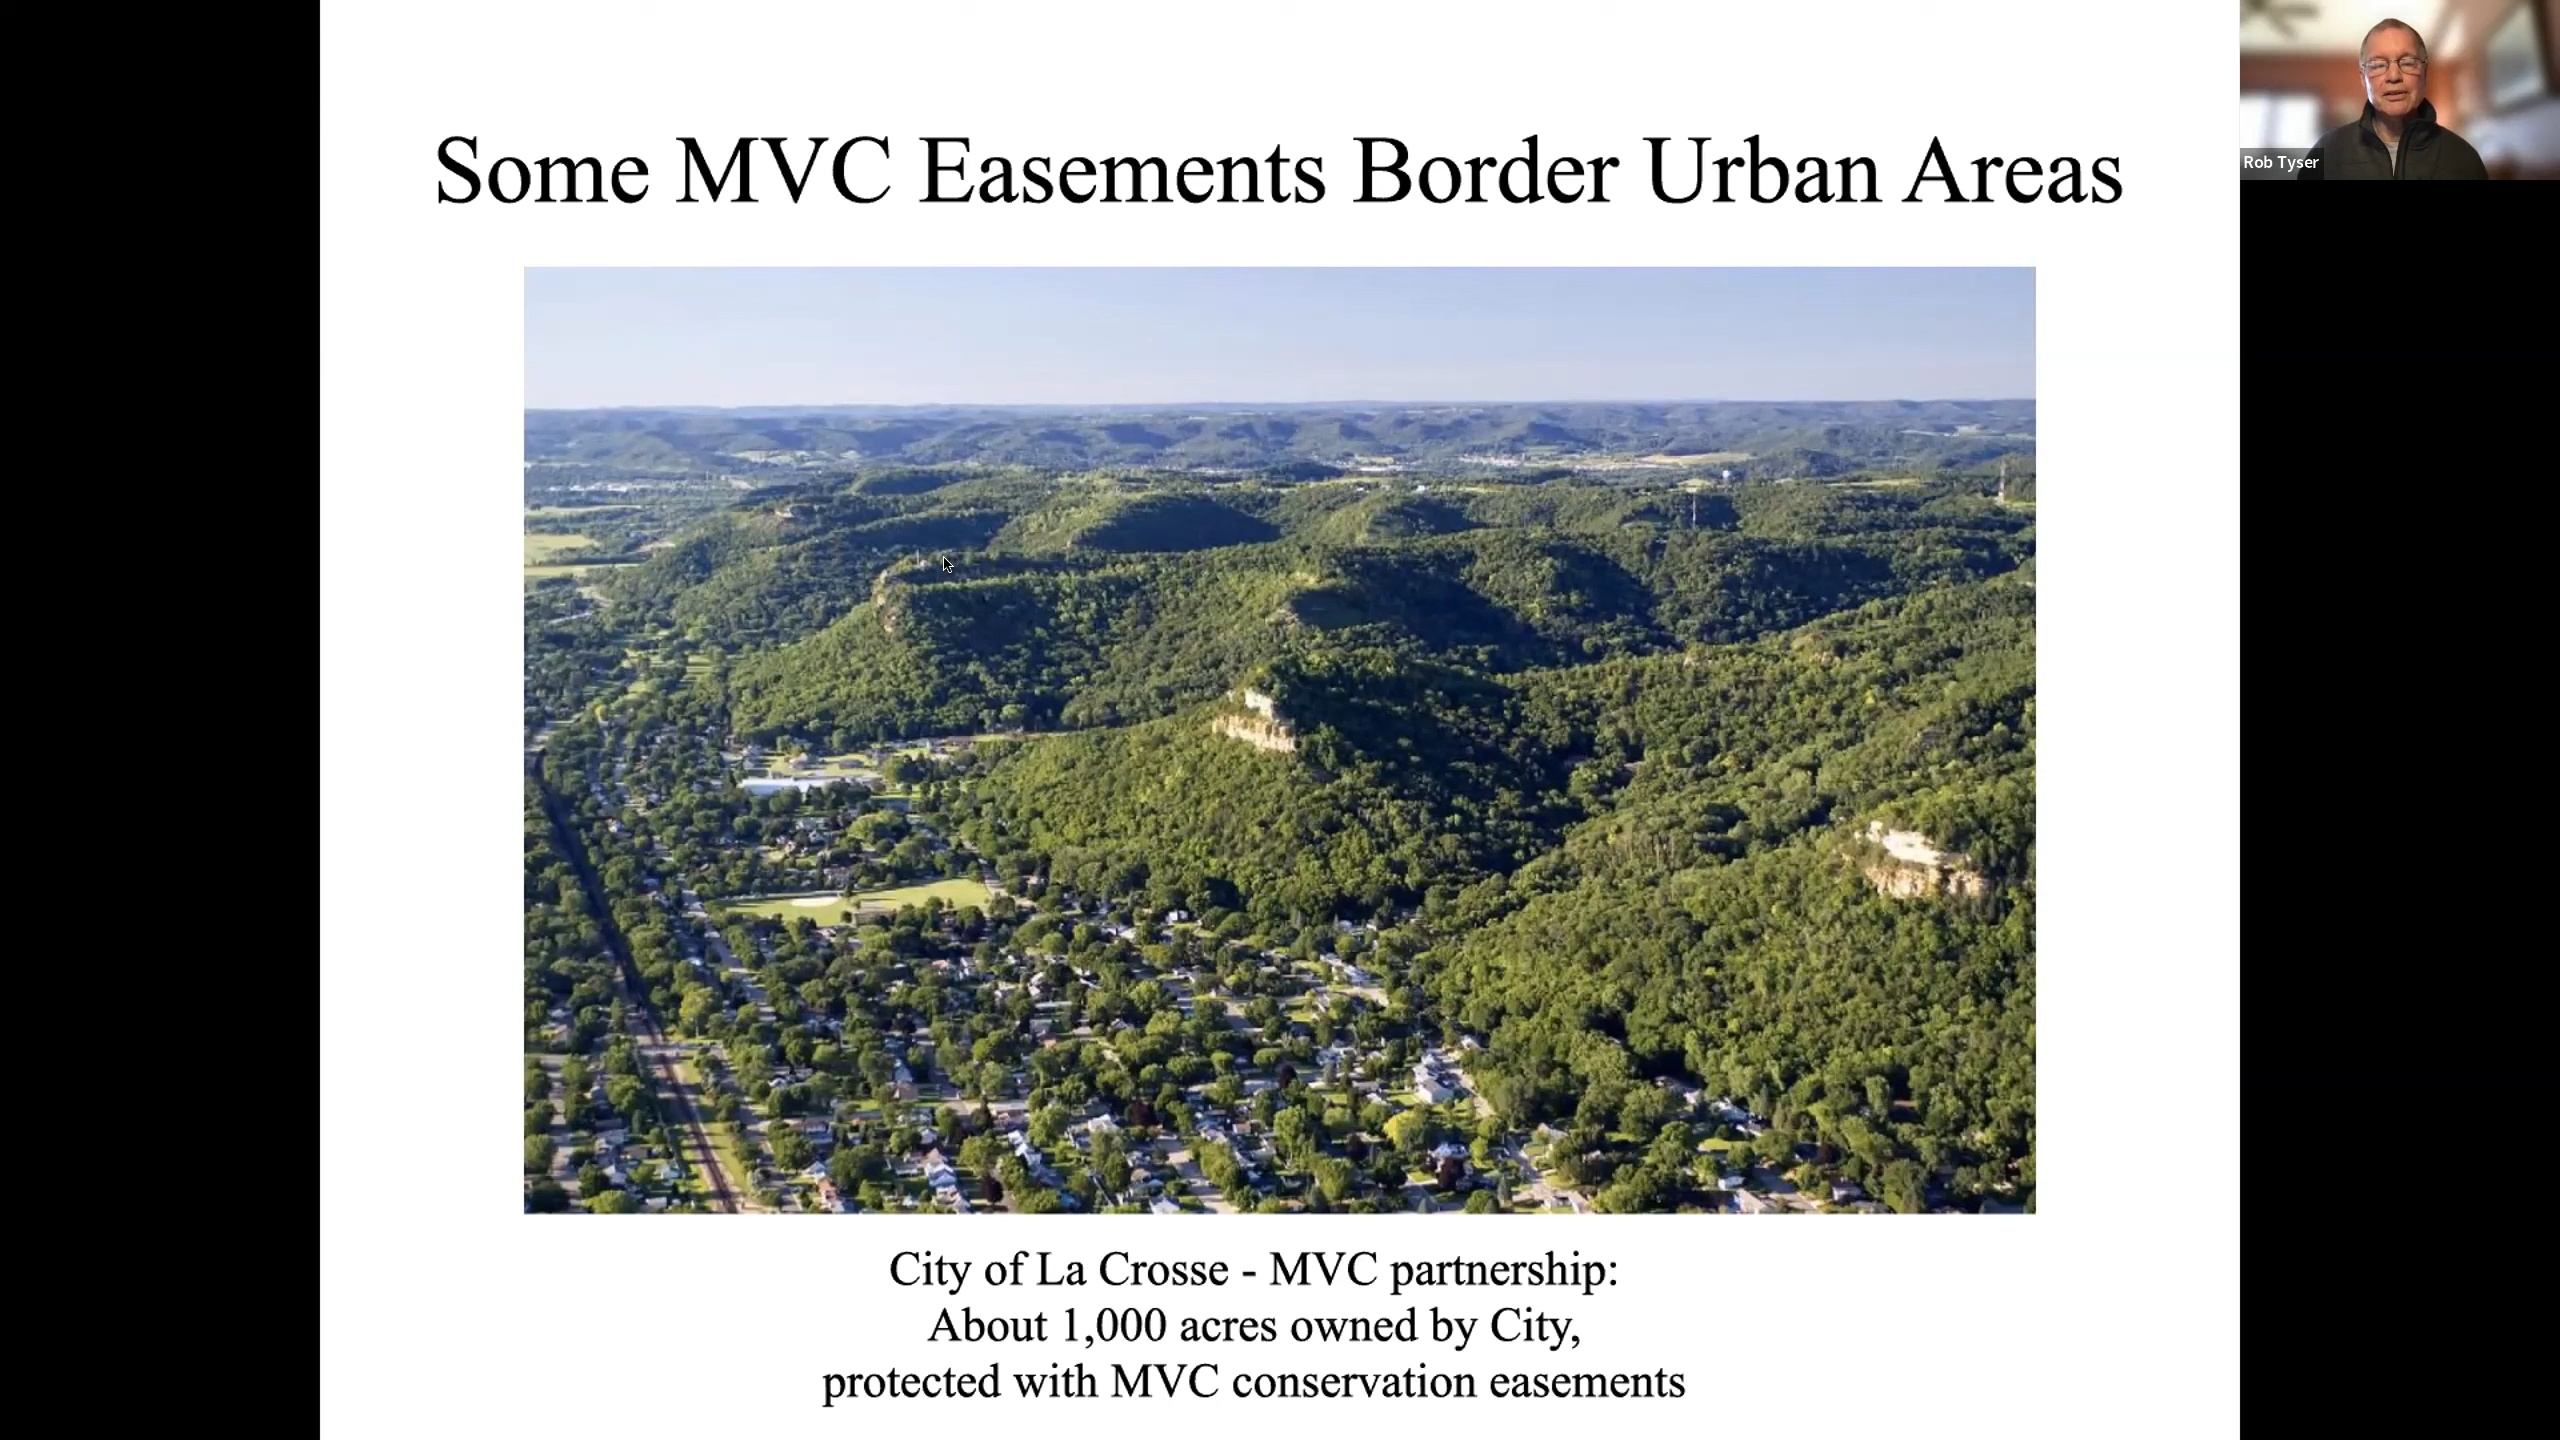 Some MVC Easements Border Urban Areas
Rob Tyser
City of La Crosse - MVC partnership:
About 1,000 acres owned by City,
protected with MVC conservation easements